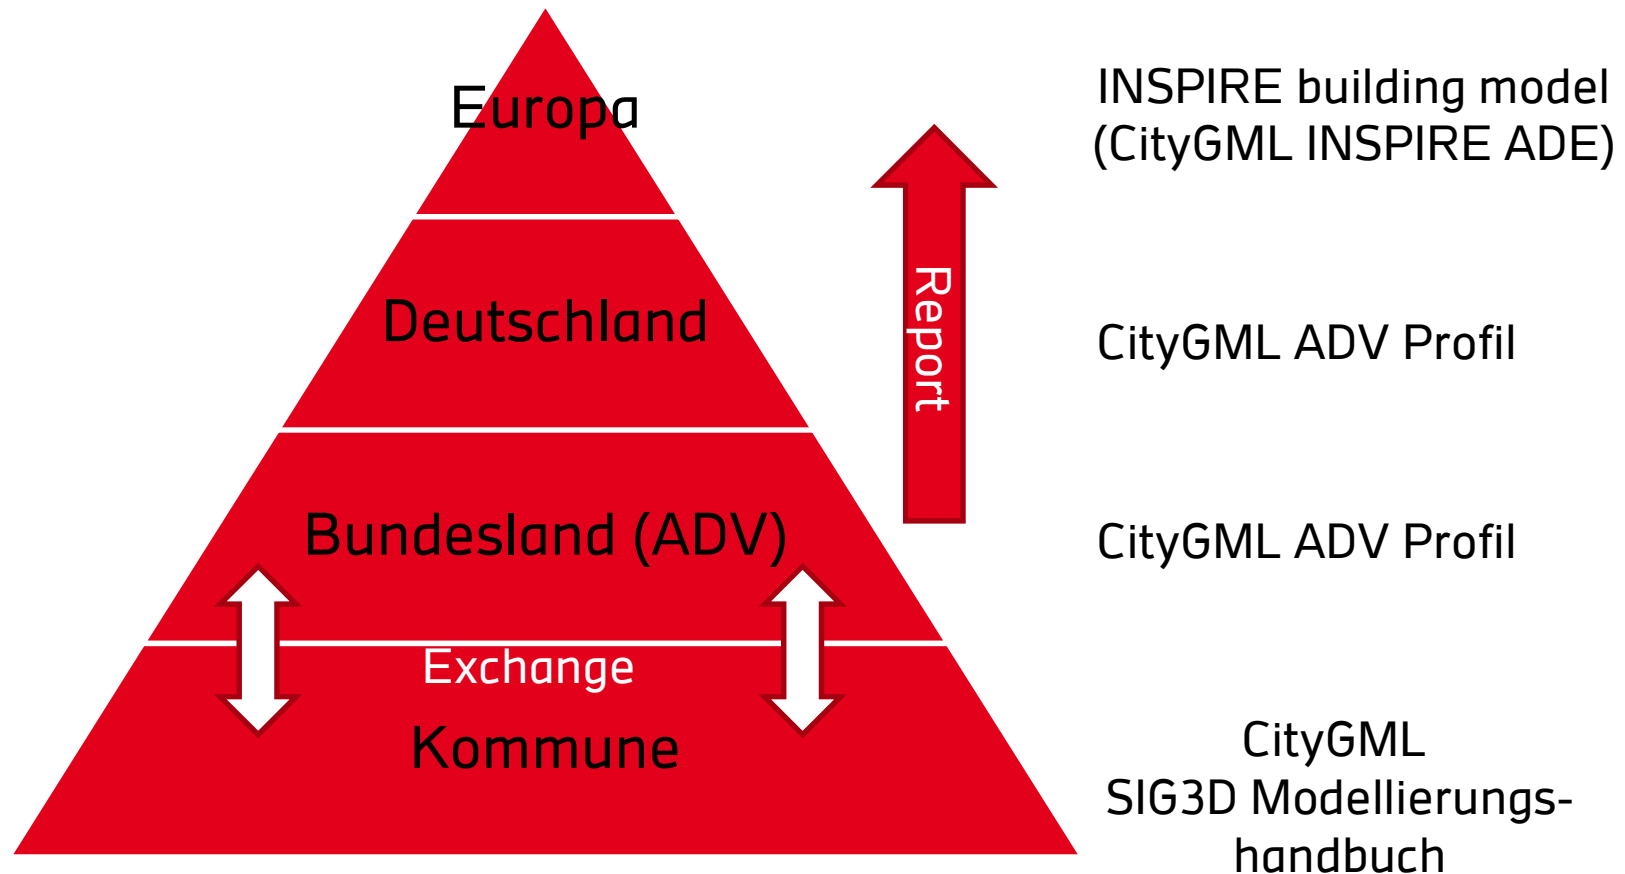 Europa
INSPIRE building model
(CityGML INSPIRE ADE)
Report
Deutschland
CityGML ADV Profil
Bundesland (ADV)
CityGML ADV Profil
Exchange
Kommune
CityGML
SIG3D Modellierungs-
handbuch